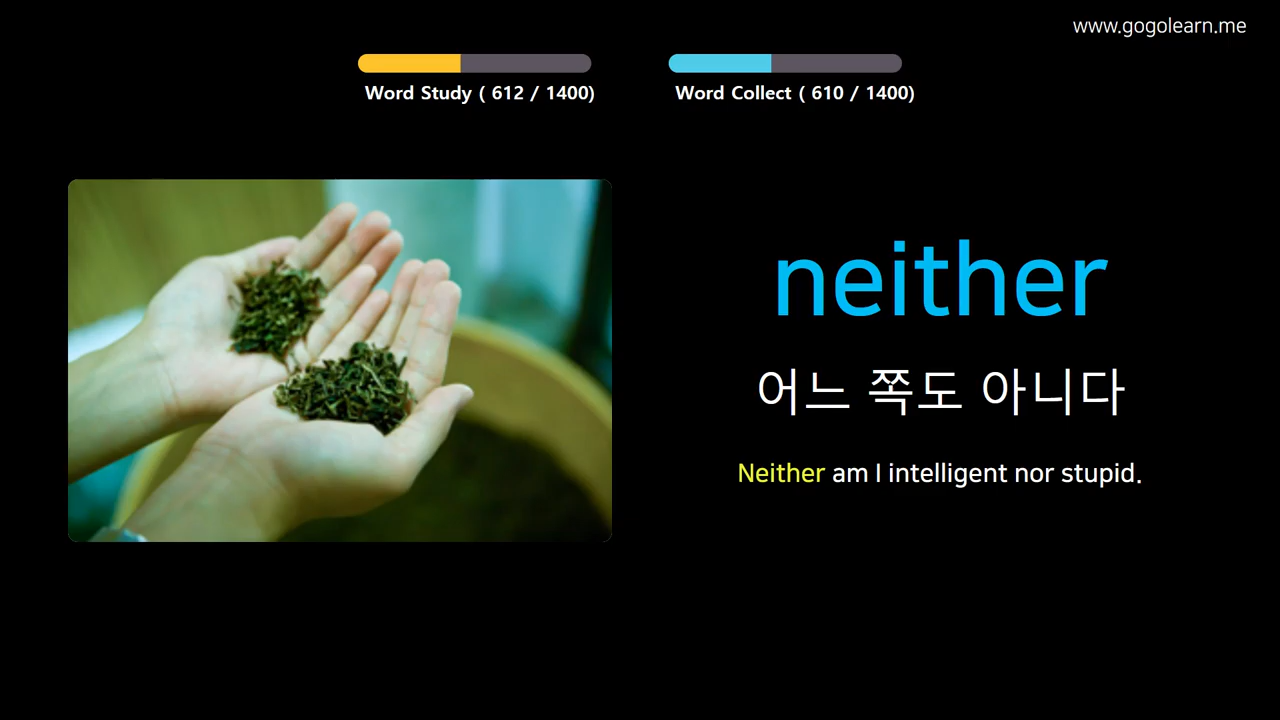 www.gogolearn.me
Word Study ( 612 / 1400)
Word Collect ( 610 / 1400)
neither
어느 쪽도 아니다
Neither am I intelligent nor stupid.